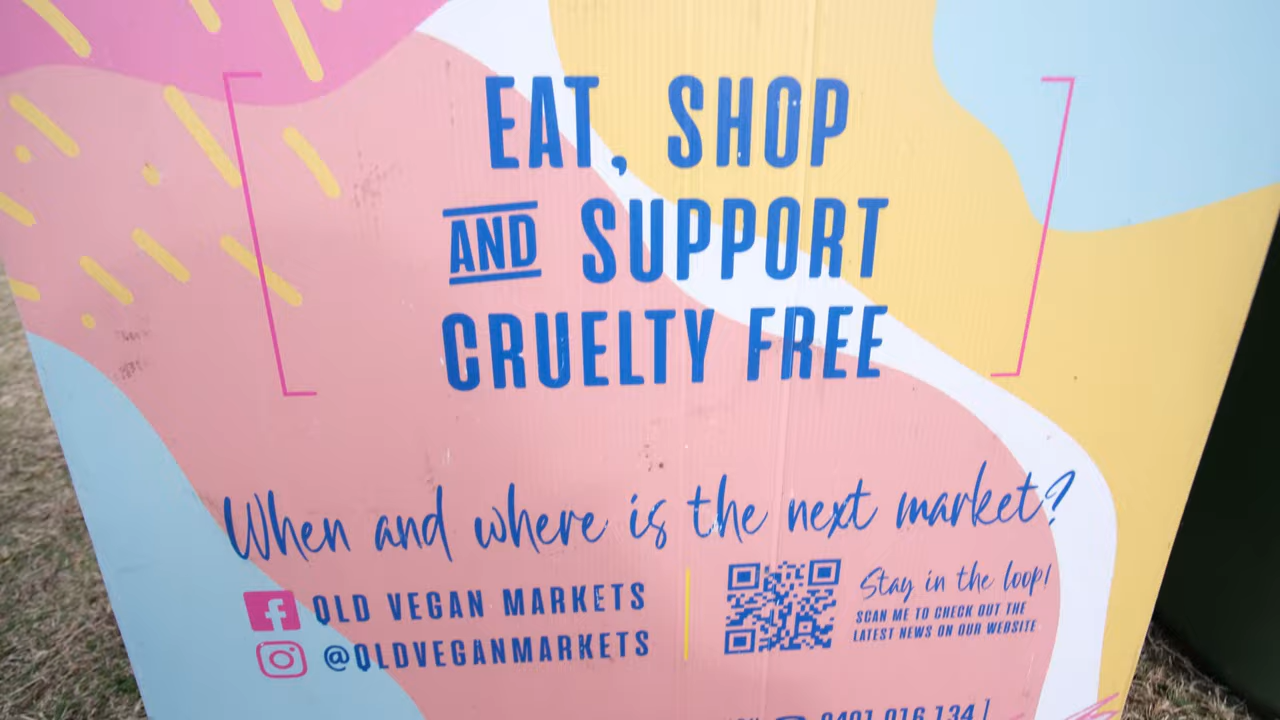 EAT, SHOP
AND SUPPORT
CRUELTY FREE
When and where is the next market?
QLD VEGAN MARKETS
@QLDVEGANMARKETS
Stay in the loop!
SCAN ME TO CHECK OUT THE
LATEST NEWS ON OUR WEBSITE